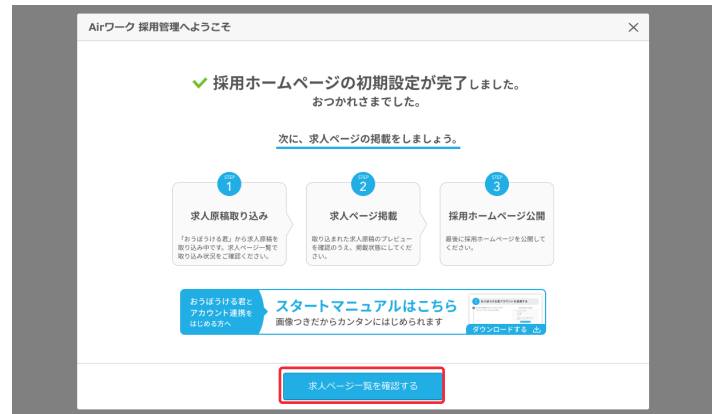 Airワーク 採用管理へようこそ
採用ホームページの初期設定が完了しました。
おつかれさまでした。
次に、求人ページの掲載をしましょう。
STEP
1
求人原稿取り込み
「おうぼうける君」から求人原稿を
取り込み中です。求人ページ一覧で
取り込み状況をご確認ください。
STEP
2
求人ページ掲載
取り込まれた求人原稿のプレビュー
を確認のうえ、掲載状態にしてくだ
さい。
STEP
3
採用ホームページ公開
最後に採用ホームページを公開して
ください。
おうぼうける君と
アカウント連携を
はじめる方へ
スタートマニュアルはこちら
画像つきだからカンタンにはじめられます
ダウンロードする
求人ページ一覧を確認する